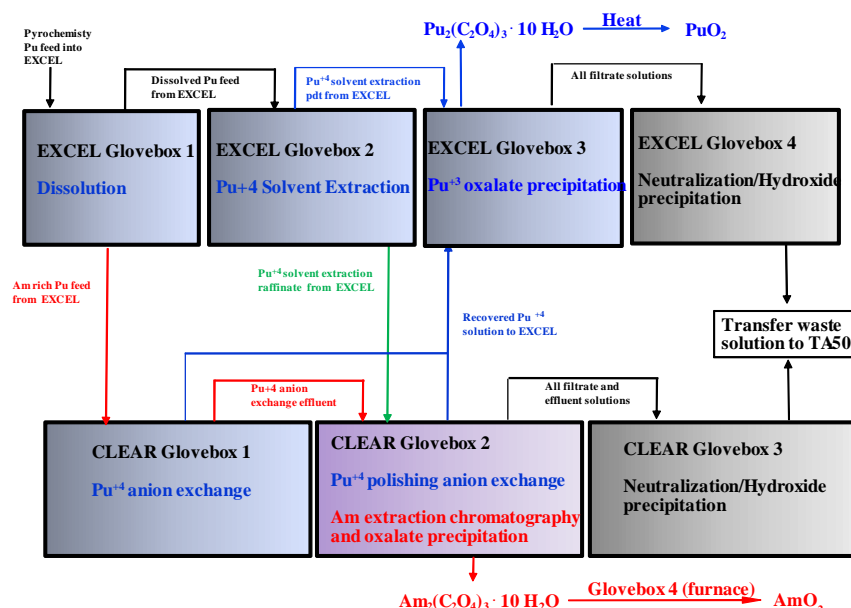 Pyrochemisty
Pu feed into
EXCEL
Dissolved Pu feed
from EXCEL
Pu⁺⁴ solvent extraction
pdt from EXCEL
Pu₂(C₂O₄)₃ · 10 H₂O
Heat
PuO₂
All filtrate solutions
EXCEL Glovebox 1
Dissolution
EXCEL Glovebox 2
Pu+4 Solvent Extraction
EXCEL Glovebox 3
Pu⁺³ oxalate precipitation
EXCEL Glovebox 4
Neutralization/Hydroxide
precipitation
Am rich Pu feed
from EXCEL
Pu⁺⁴ solvent extraction
raffinate from EXCEL
Recovered Pu ⁺⁴
solution to EXCEL
Transfer waste
solution to TA50
Pu+4 anion
exchange effluent
All filtrate and
effluent solutions
CLEAR Glovebox 1
Pu⁺⁴ anion exchange
CLEAR Glovebox 2
Pu⁺⁴ polishing anion exchange
Am extraction chromatography
and oxalate precipitation
CLEAR Glovebox 3
Neutralization/Hydroxide
precipitation
Am₂(C₂O₄)₃ · 10 H₂O
Glovebox 4 (furnace)
AmO₂